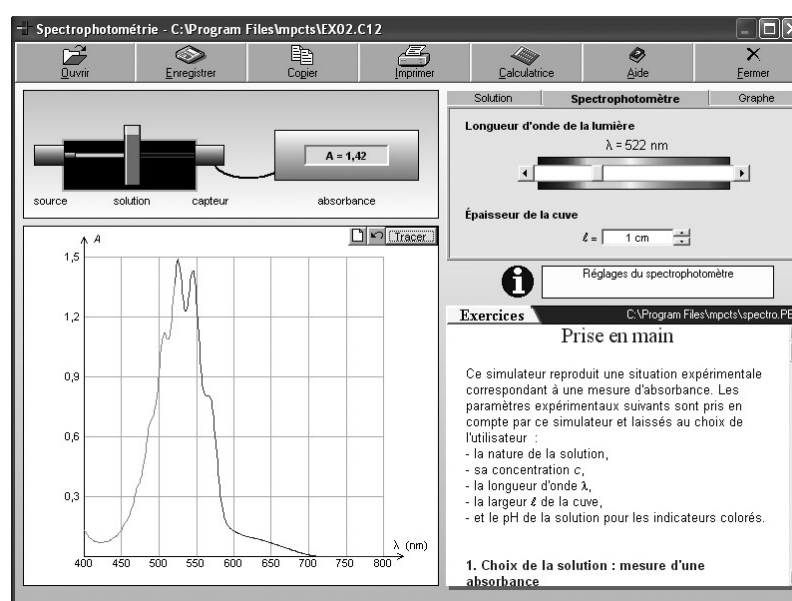 Spectrophotométrie - C:\Program Files\mpcts\EX02.C12
Ouvrir Enregistrer Copier Imprimer Calculatrice Aide Fermer
A = 1,42
source solution capteur absorbance
Solution Spectrophotomètre Graphe
Longueur d'onde de la lumière
λ = 522 nm
Épaisseur de la cuve
ℓ = 1 cm
Tracer
A
1,5
1,2
0,9
0,6
0,3
λ (nm)
400 450 500 550 600 650 700 750 800
Réglages du spectrophotomètre
Exercices C:\Program Files\mpcts\spectro.PE
Prise en main
Ce simulateur reproduit une situation expérimentale
correspondant à une mesure d'absorbance. Les
paramètres expérimentaux suivants sont pris en
compte par ce simulateur et laissés au choix de
l'utilisateur :
- la nature de la solution,
- sa concentration c,
- la longueur d'onde λ,
- la largeur ℓ de la cuve,
- et le pH de la solution pour les indicateurs colorés.
1. Choix de la solution : mesure d'une
absorbance